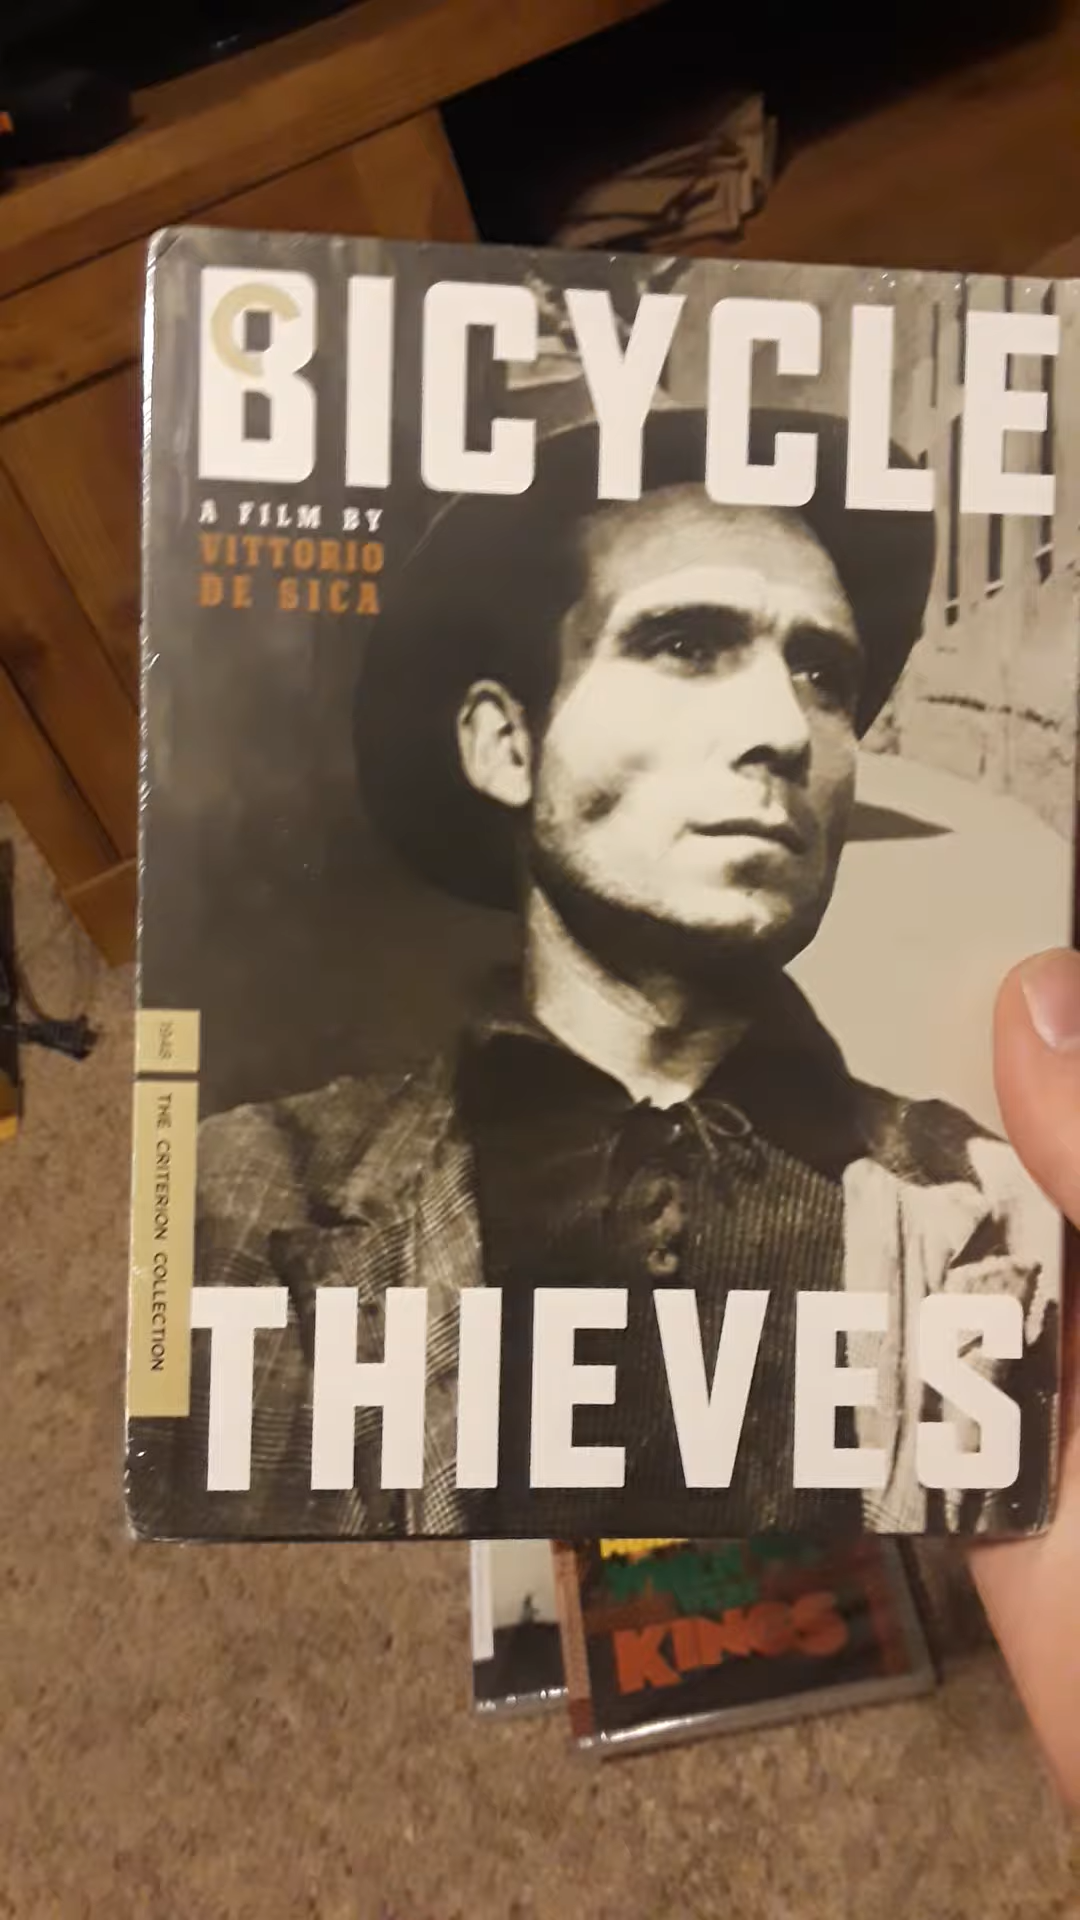 BICYCLE
A FILM BY
VITTORIO
DE SICA
1948
THE CRITERION COLLECTION
THIEVES
KINGS